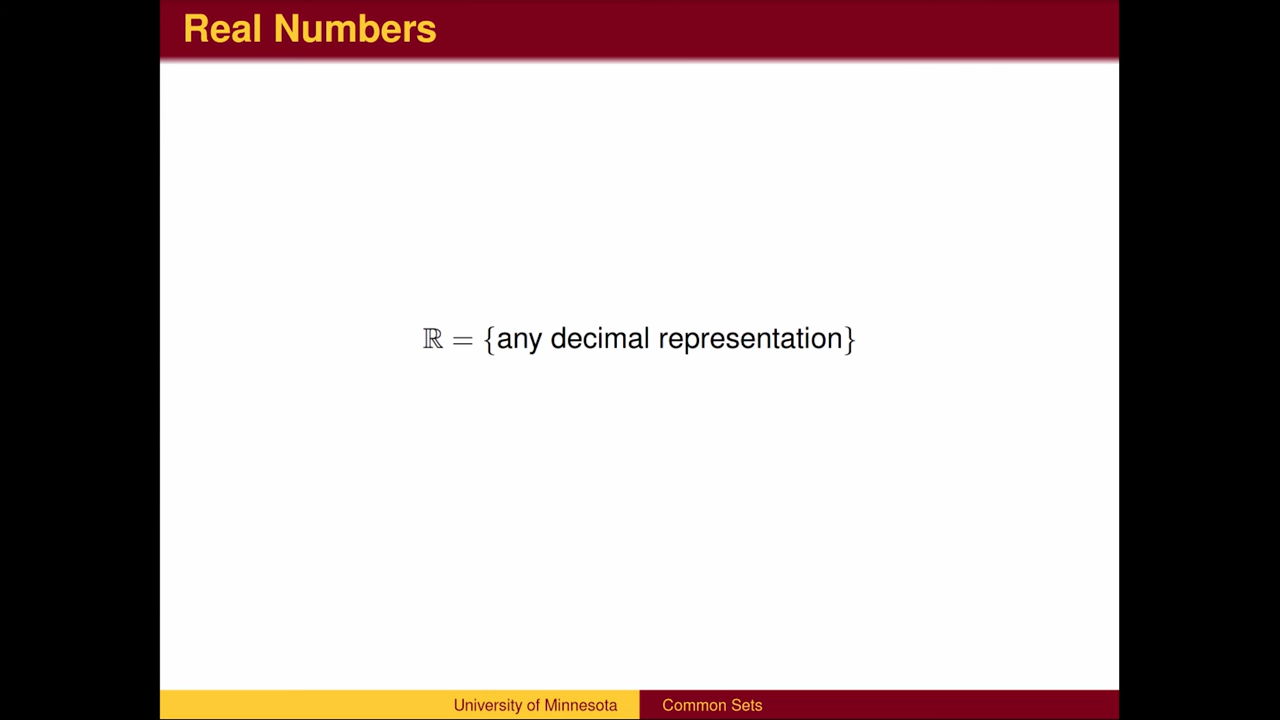 Real Numbers
ℝ = {any decimal representation}
University of Minnesota
Common Sets